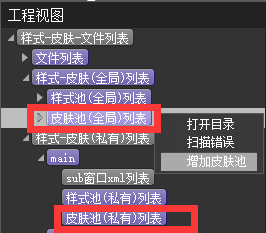 工程视图
样式-皮肤-文件列表
文件列表
样式-皮肤(全局)列表
样式池(全局)列表
皮肤池(全局)列表
打开目录
扫描错误
增加皮肤池
样式-皮肤(私有)列表
main
sub窗口xml列表
样式池(私有)列表
皮肤池(私有)列表